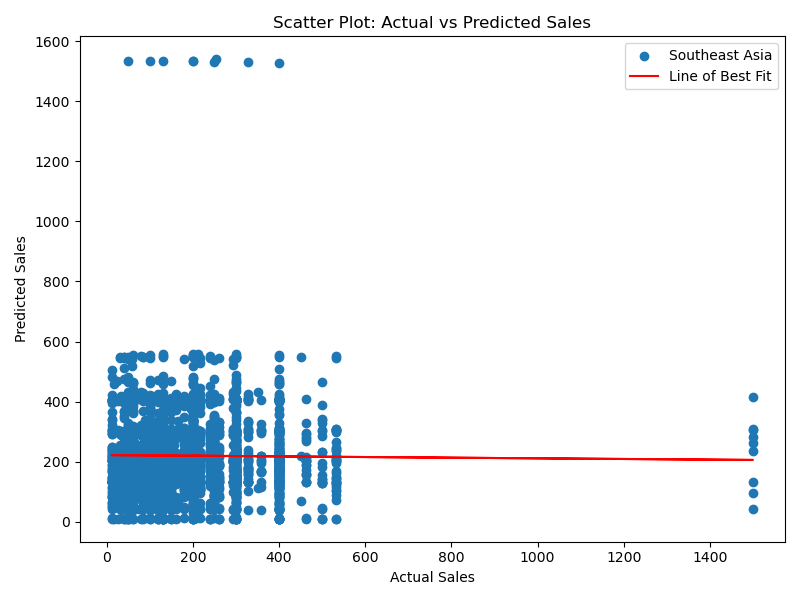 Scatter Plot: Actual vs Predicted Sales
Southeast Asia
Line of Best Fit
1600
1400
1200
1000
800
600
400
200
0
Predicted Sales
0 200 400 600 800 1000 1200 1400
Actual Sales